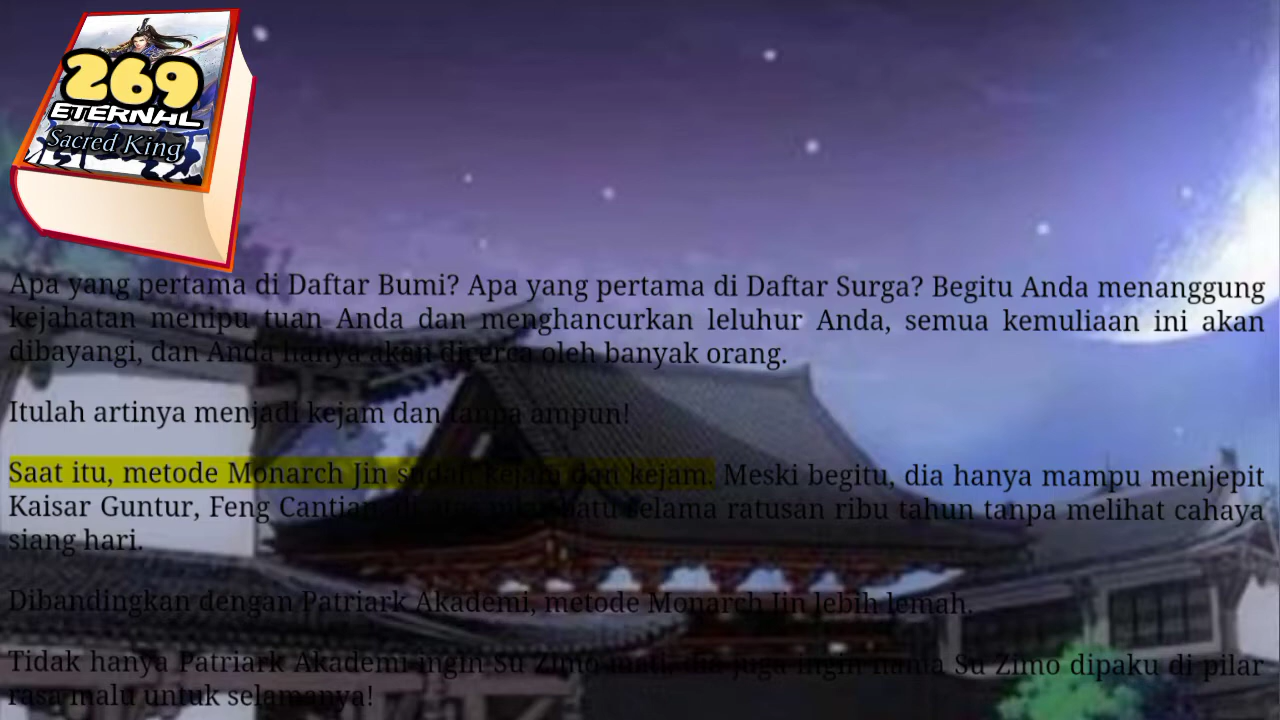 269
ETERNAL
Sacred King
Apa yang pertama di Daftar Bumi? Apa yang pertama di Daftar Surga? Begitu Anda menanggung
kejahatan menipu tuan Anda dan menghancurkan leluhur Anda, semua kemuliaan ini akan
dibayangi, dan Anda hanya akan dicerca oleh banyak orang.
Itulah artinya menjadi kejam dan tanpa ampun!
Saat itu, metode Monarch Jin sudah kejam dan kejam. Meski begitu, dia hanya mampu menjepit
Kaisar Guntur, Feng Cantian, di atas batu selama ratusan ribu tahun tanpa melihat cahaya
siang hari.
Dibandingkan dengan Patriark Akademi, metode Monarch Jin lebih lemah.
Tidak hanya Patriark Akademi ingin Su Zimo mati, dia juga ingin nama Su Zimo dipaku di pilar
rasa malu untuk selamanya!